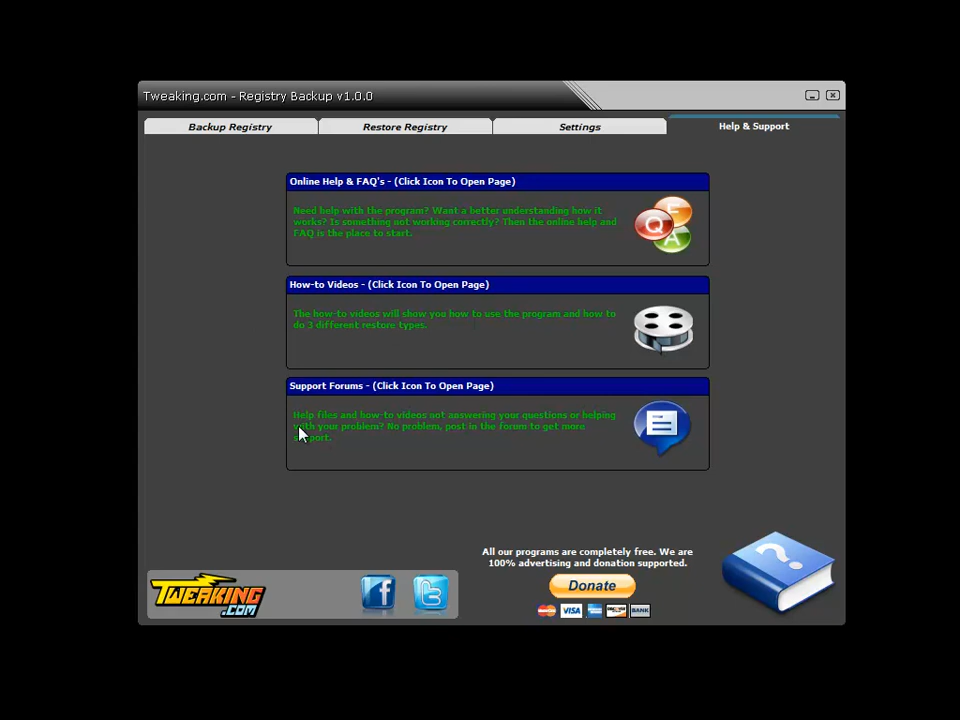 Tweaking.com - Registry Backup v1.0.0
Backup Registry
Restore Registry
Settings
Help & Support
Online Help & FAQ's - (Click Icon To Open Page)
Need help with the program? Want a better understanding how it
works? Is something not working correctly? Then the online help and
FAQ is the place to start.
F
Q
A
How-to Videos - (Click Icon To Open Page)
The how-to videos will show you how to use the program and how to
do 3 different restore types.
Support Forums - (Click Icon To Open Page)
Help files and how-to videos not answering your questions or helping
with your problem? No problem, post in the forum to get more
support.
All our programs are completely free. We are
100% advertising and donation supported.
Donate
VISA
BANK
TWEAKING
.COM
f
t
?